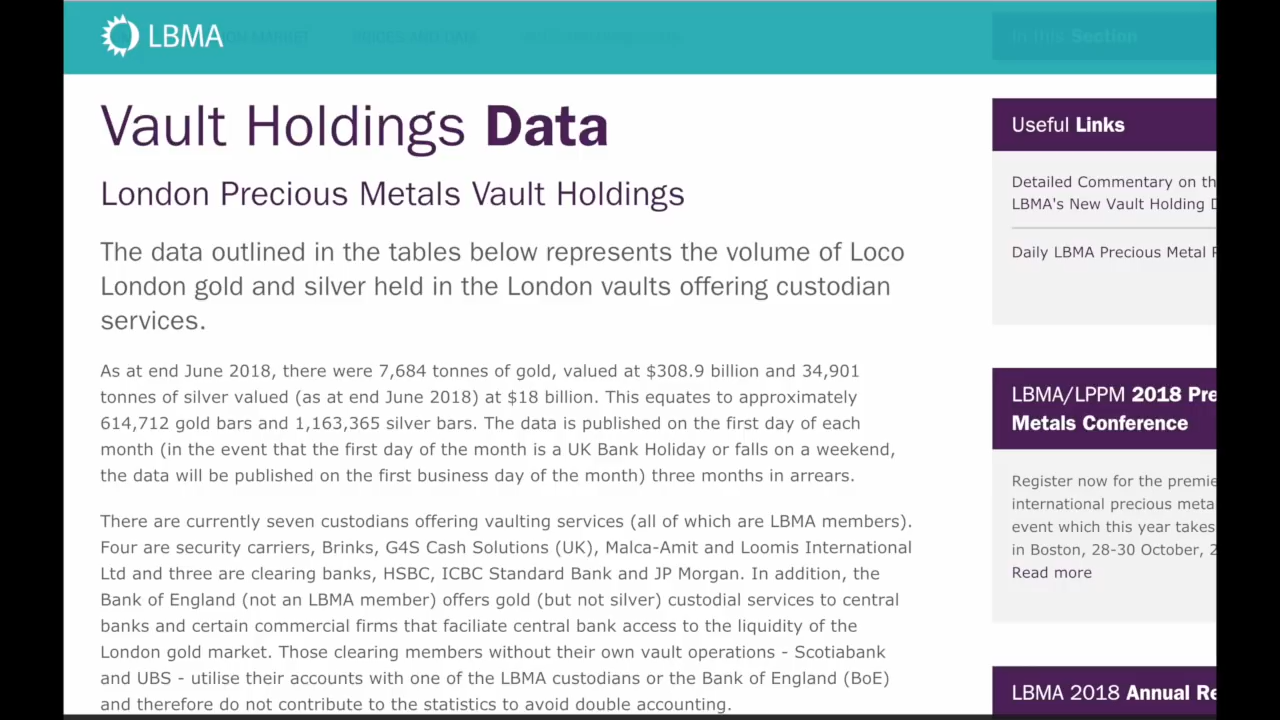 LBMA
In this Section
Vault Holdings Data
London Precious Metals Vault Holdings
The data outlined in the tables below represents the volume of Loco
London gold and silver held in the London vaults offering custodian
services.
As at end June 2018, there were 7,684 tonnes of gold, valued at $308.9 billion and 34,901
tonnes of silver valued (as at end June 2018) at $18 billion. This equates to approximately
614,712 gold bars and 1,163,365 silver bars. The data is published on the first day of each
month (in the event that the first day of the month is a UK Bank Holiday or falls on a weekend,
the data will be published on the first business day of the month) three months in arrears.
There are currently seven custodians offering vaulting services (all of which are LBMA members).
Four are security carriers, Brinks, G4S Cash Solutions (UK), Malca-Amit and Loomis International
Ltd and three are clearing banks, HSBC, ICBC Standard Bank and JP Morgan. In addition, the
Bank of England (not an LBMA member) offers gold (but not silver) custodial services to central
banks and certain commercial firms that faciliate central bank access to the liquidity of the
London gold market. Those clearing members without their own vault operations - Scotiabank
and UBS - utilise their accounts with one of the LBMA custodians or the Bank of England (BoE)
and therefore do not contribute to the statistics to avoid double accounting.
Useful Links
Detailed Commentary on th
LBMA's New Vault Holding D
Daily LBMA Precious Metal P
LBMA/LPPM 2018 Pre
Metals Conference
Register now for the premie
international precious meta
event which this year takes
in Boston, 28-30 October, 2
Read more
LBMA 2018 Annual Re